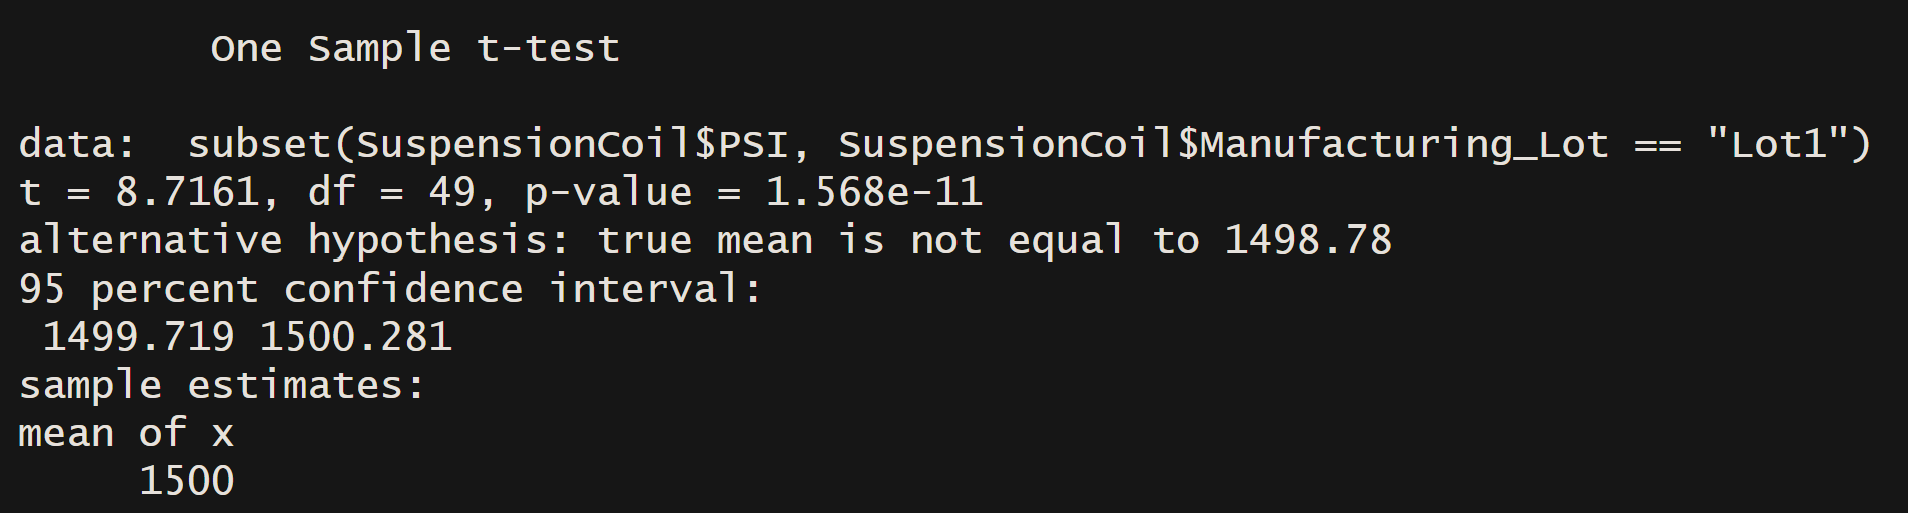 One Sample t-test
data:  subset(SuspensionCoil$PSI, SuspensionCoil$Manufacturing_Lot == "Lot1")
t = 8.7161, df = 49, p-value = 1.568e-11
alternative hypothesis: true mean is not equal to 1498.78
95 percent confidence interval:
 1499.719 1500.281
sample estimates:
mean of x
     1500